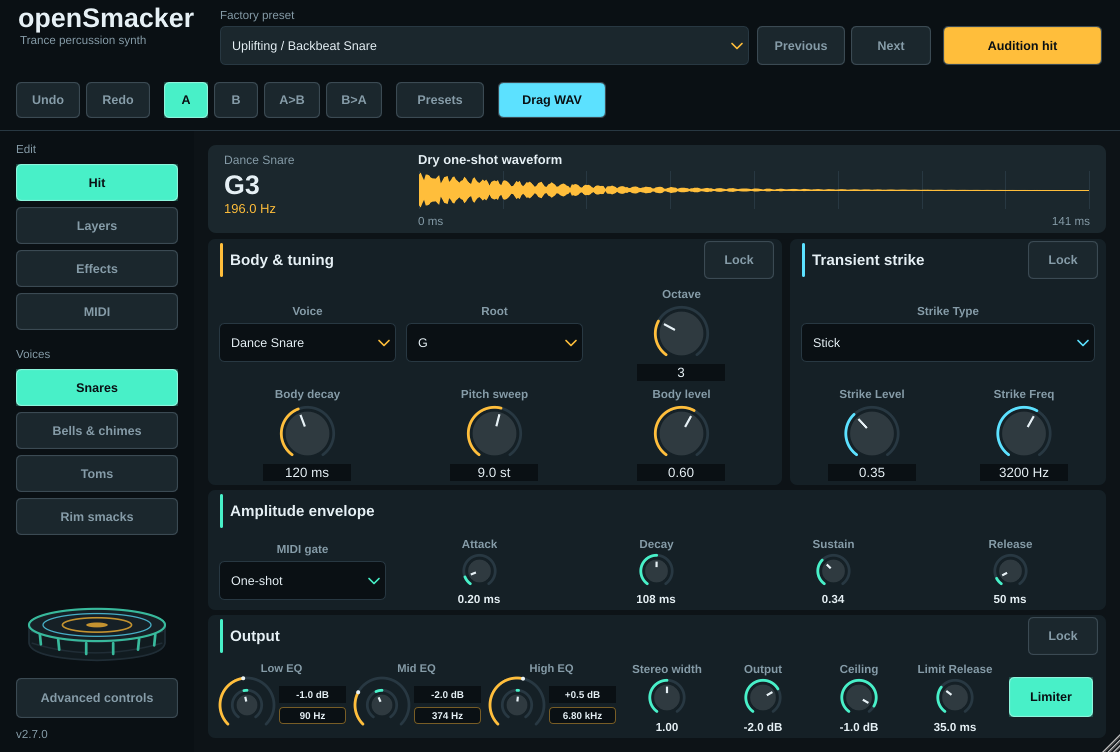 openSmacker
Trance percussion synth
Factory preset
Uplifting / Backbeat Snare
Previous
Next
Audition hit
Undo
Redo
A
B
A>B
B>A
Presets
Drag WAV
Edit
Hit
Layers
Effects
MIDI
Voices
Snares
Bells & chimes
Toms
Rim smacks
Advanced controls
v2.7.0
Dance Snare
G3
196.0 Hz
Dry one-shot waveform
0 ms
141 ms
Body & tuning
Lock
Voice
Dance Snare
Root
G
Octave
3
Body decay
120 ms
Pitch sweep
9.0 st
Body level
0.60
Transient strike
Lock
Strike Type
Stick
Strike Level
0.35
Strike Freq
3200 Hz
Amplitude envelope
MIDI gate
One-shot
Attack
0.20 ms
Decay
108 ms
Sustain
0.34
Release
50 ms
Output
Lock
Low EQ
-1.0 dB
90 Hz
Mid EQ
-2.0 dB
374 Hz
High EQ
+0.5 dB
6.80 kHz
Stereo width
1.00
Output
-2.0 dB
Ceiling
-1.0 dB
Limit Release
35.0 ms
Limiter